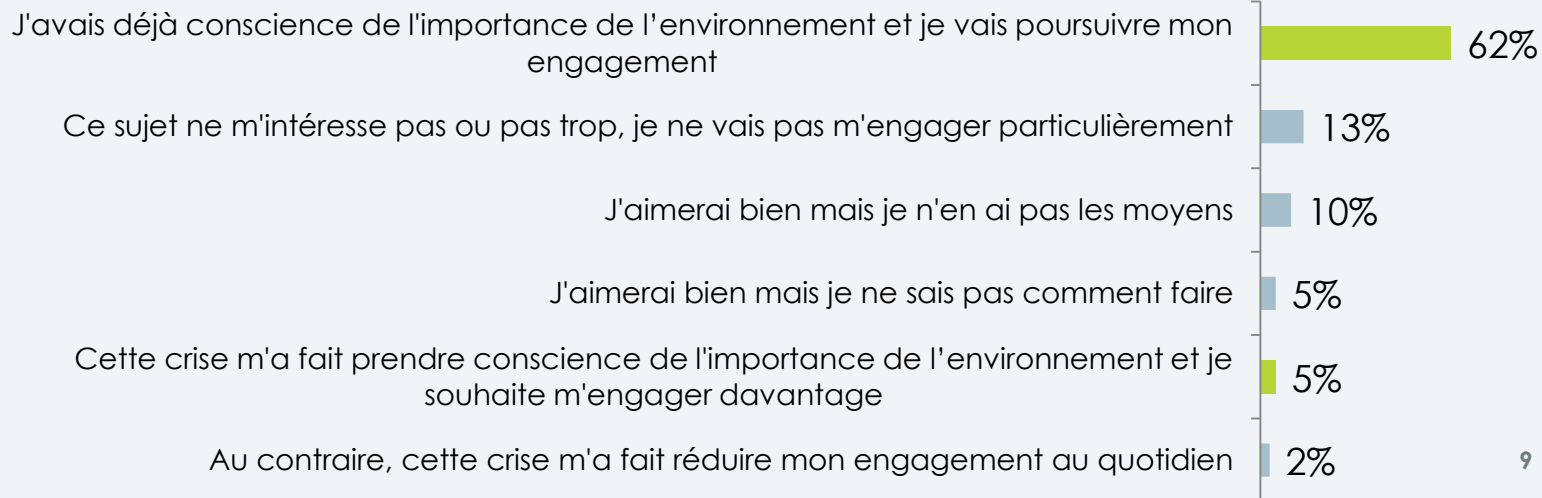 J'avais déjà conscience de l'importance de l’environnement et je vais poursuivre mon
engagement
62%
Ce sujet ne m'intéresse pas ou pas trop, je ne vais pas m'engager particulièrement
13%
J'aimerai bien mais je n'en ai pas les moyens
10%
J'aimerai bien mais je ne sais pas comment faire
5%
Cette crise m'a fait prendre conscience de l'importance de l’environnement et je
souhaite m'engager davantage
5%
Au contraire, cette crise m'a fait réduire mon engagement au quotidien
2%
9